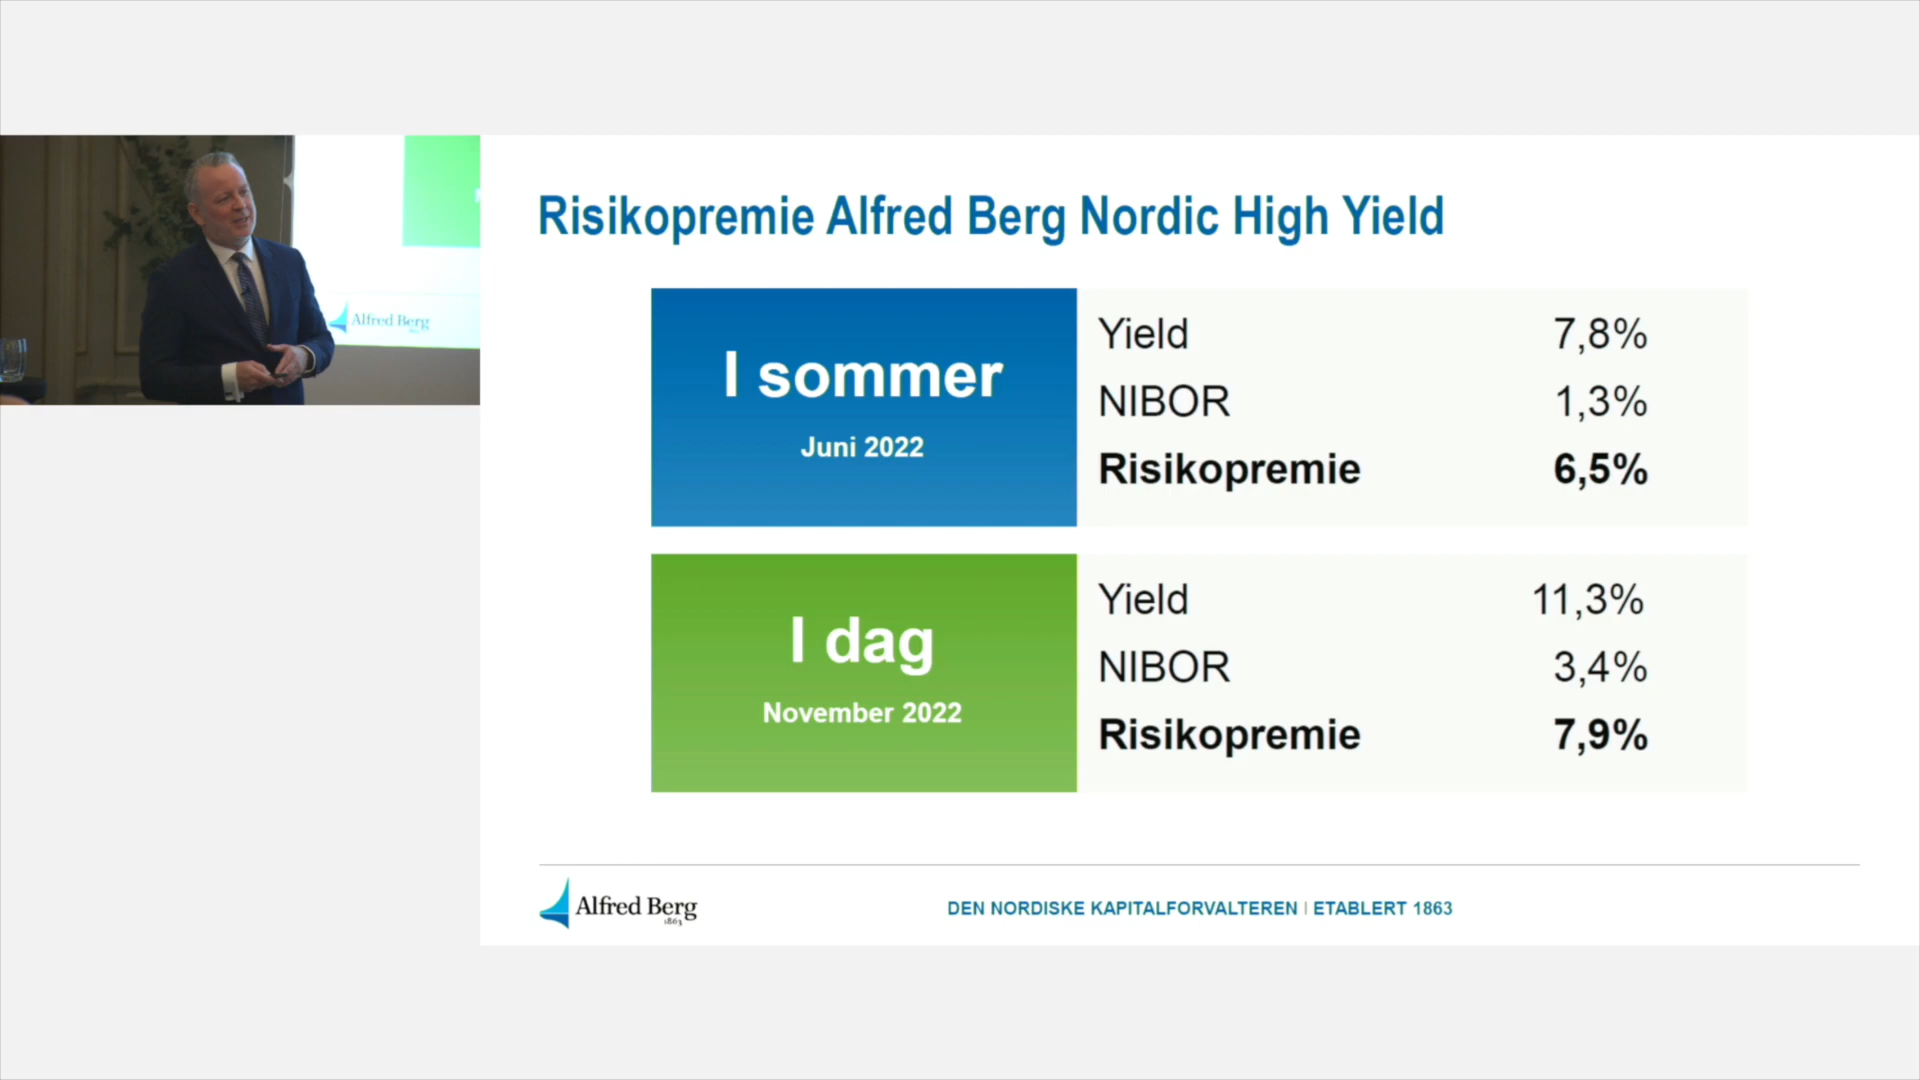 Alfred Berg
Risikopremie Alfred Berg Nordic High Yield
I sommer
Juni 2022
Yield 7,8%
NIBOR 1,3%
Risikopremie 6,5%
I dag
November 2022
Yield 11,3%
NIBOR 3,4%
Risikopremie 7,9%
Alfred Berg
1863
DEN NORDISKE KAPITALFORVALTEREN | ETABLERT 1863